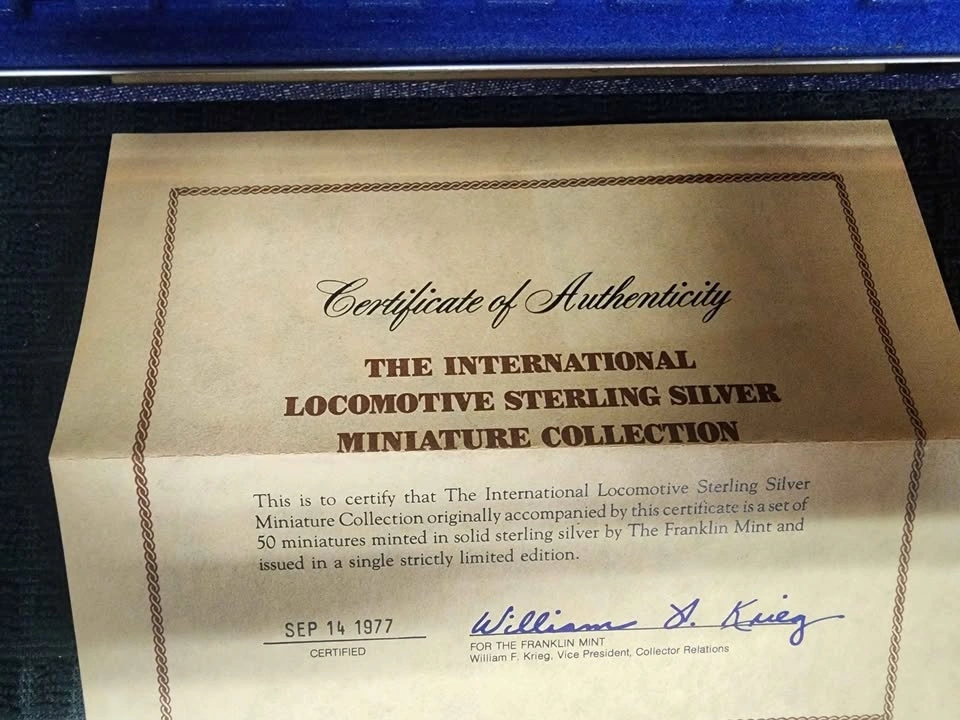 Certificate of Authenticity
THE INTERNATIONAL
LOCOMOTIVE STERLING SILVER
MINIATURE COLLECTION
This is to certify that The International Locomotive Sterling Silver
Miniature Collection originally accompanied by this certificate is a set of
50 miniatures minted in solid sterling silver by The Franklin Mint and
issued in a single strictly limited edition.
SEP 14 1977
CERTIFIED
William F. Krieg
FOR THE FRANKLIN MINT
William F. Krieg, Vice President, Collector Relations